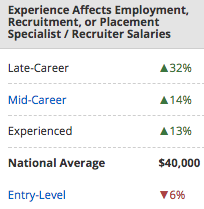 Experience Affects Employment,
Recruitment, or Placement
Specialist / Recruiter Salaries
Late-Career ▲32%
Mid-Career ▲14%
Experienced ▲13%
National Average $40,000
Entry-Level ▼6%